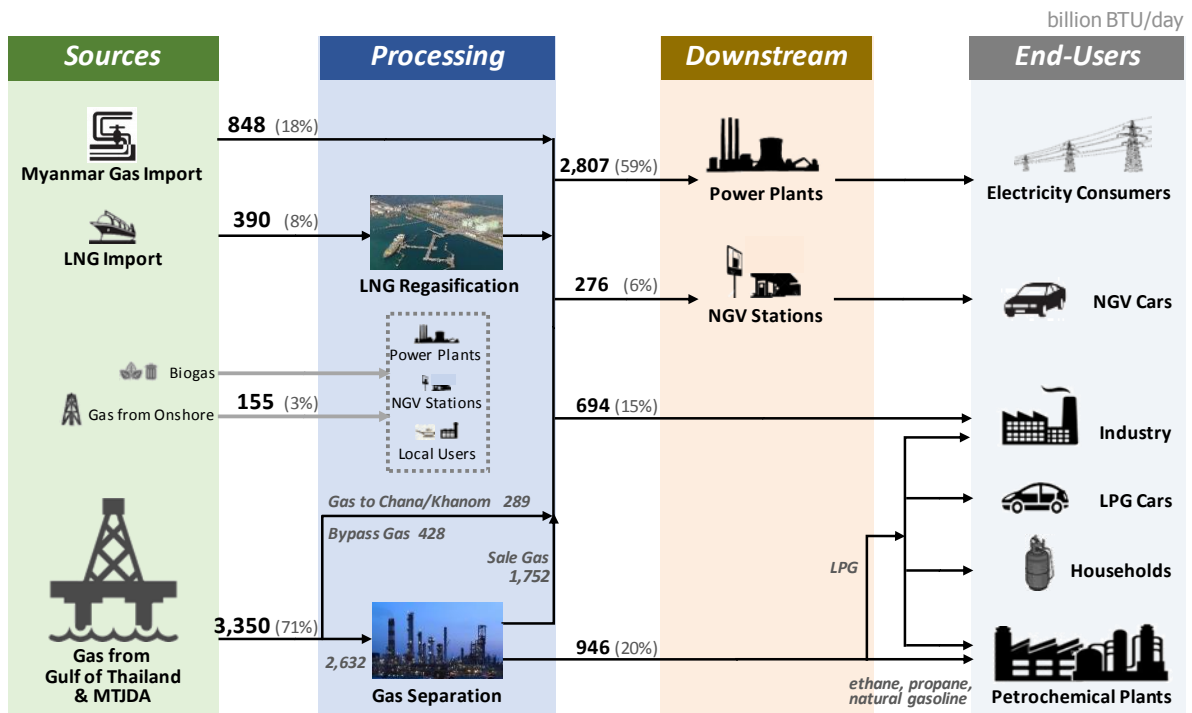 billion BTU/day
Sources
Processing
Downstream
End-Users
848 (18%)
Myanmar Gas Import
2,807 (59%)
Power Plants
Electricity Consumers
390 (8%)
LNG Import
LNG Regasification
276 (6%)
NGV Stations
NGV Cars
Power Plants
Biogas
NGV Stations
155 (3%)
Gas from Onshore
Local Users
694 (15%)
Industry
Gas to Chana/Khanom 289
Bypass Gas 428
Sale Gas
1,752
LPG Cars
LPG
Households
3,350 (71%)
2,632
946 (20%)
Gas from
Gulf of Thailand
& MTJDA
Gas Separation
ethane, propane,
natural gasoline
Petrochemical Plants